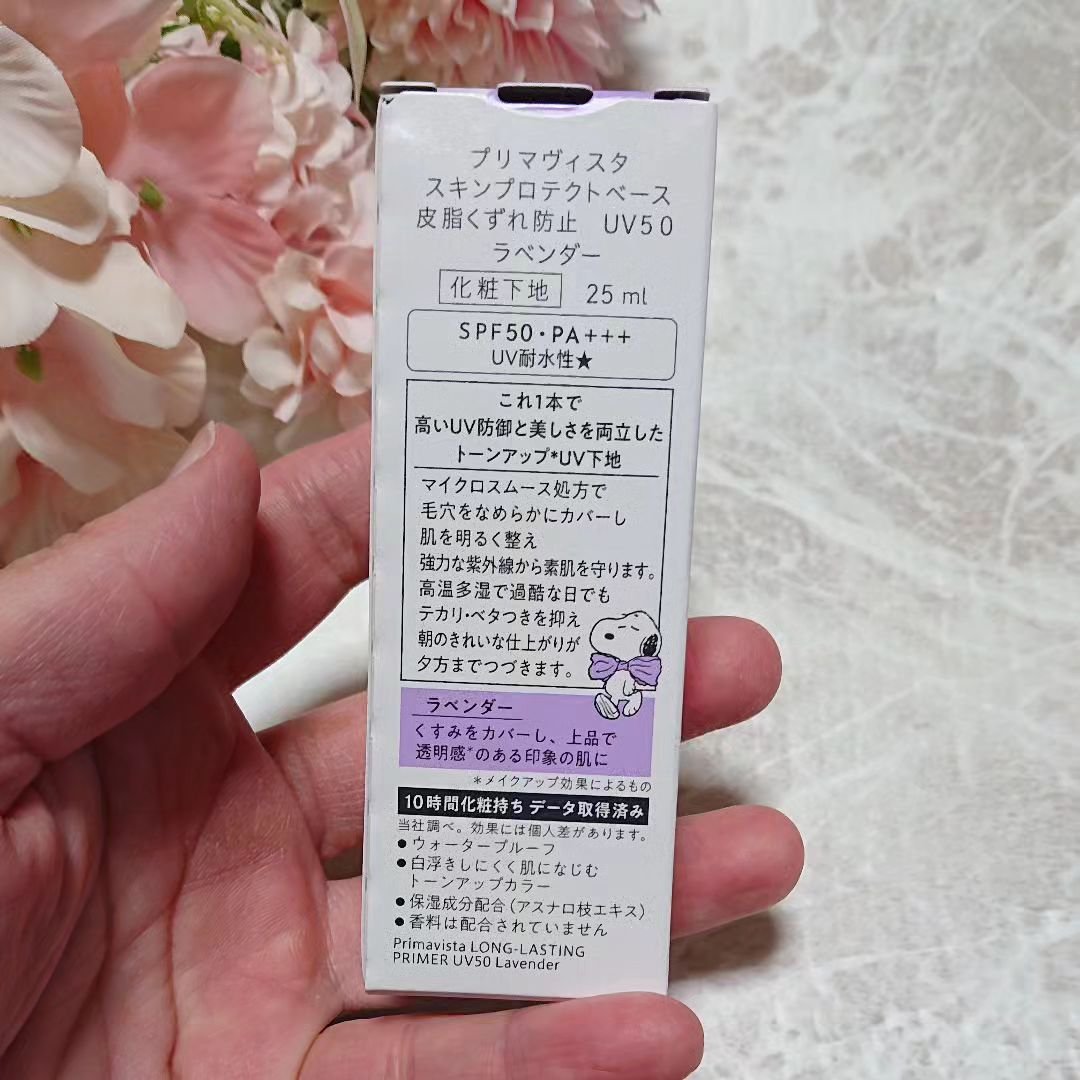 プリマヴィスタ
スキンプロテクトベース
皮脂くずれ防止 UV50
ラベンダー
化粧下地 25 ml
SPF50・PA+++
UV耐水性★
これ1本で
高いUV防御と美しさを両立した
トーンアップ*UV下地
マイクロスムース処方で
毛穴をなめらかにカバーし
肌を明るく整え
強力な紫外線から素肌を守ります。
高温多湿で過酷な日でも
テカリ・ベタつきを抑え
朝のきれいな仕上がりが
夕方までつづきます。
ラベンダー
くすみをカバーし、上品で
透明感*のある印象の肌に
*メイクアップ効果によるもの
10時間化粧持ち データ取得済み
当社調べ。効果には個人差があります。
●ウォータープルーフ
●白浮きしにくく肌になじむ
トーンアップカラー
●保湿成分配合(アスナロ枝エキス)
●香料は配合されていません
Primavista LONG-LASTING
PRIMER UV50 Lavender